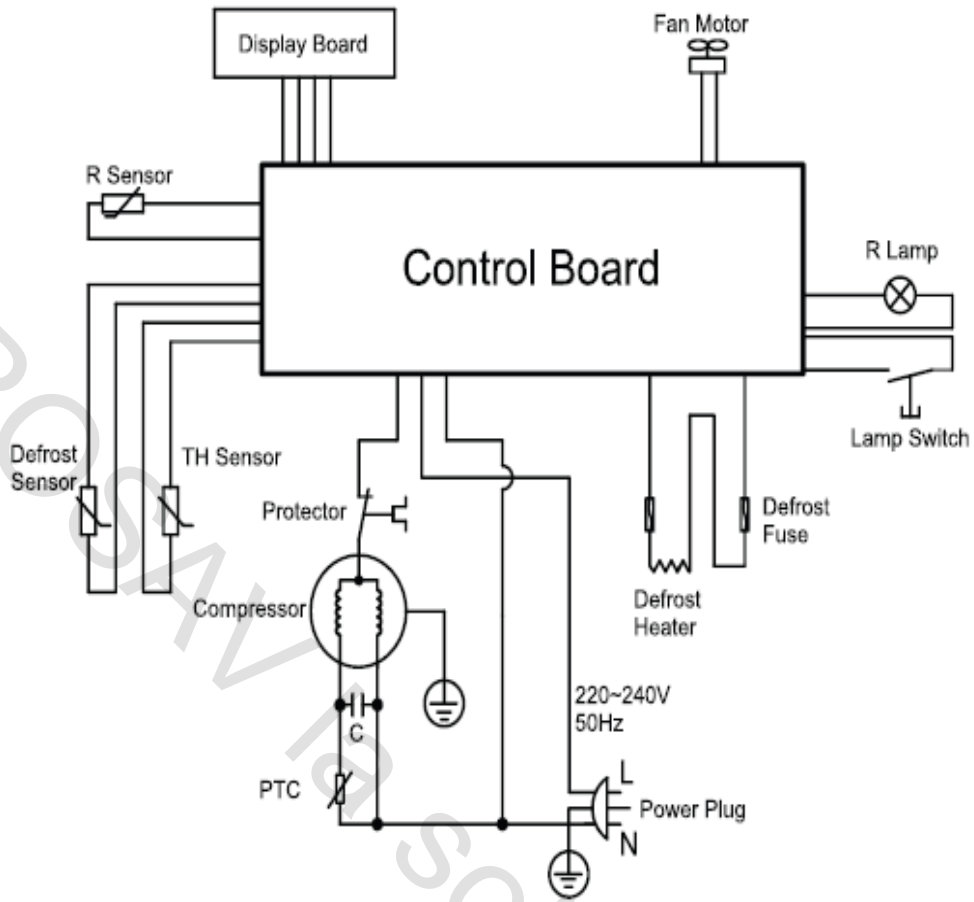 Display Board
Fan Motor
R Sensor
Control Board
R Lamp
Lamp Switch
Defrost
Sensor
TH Sensor
Protector
Defrost
Fuse
Compressor
Defrost
Heater
220~240V
50Hz
C
PTC
L
Power Plug
N